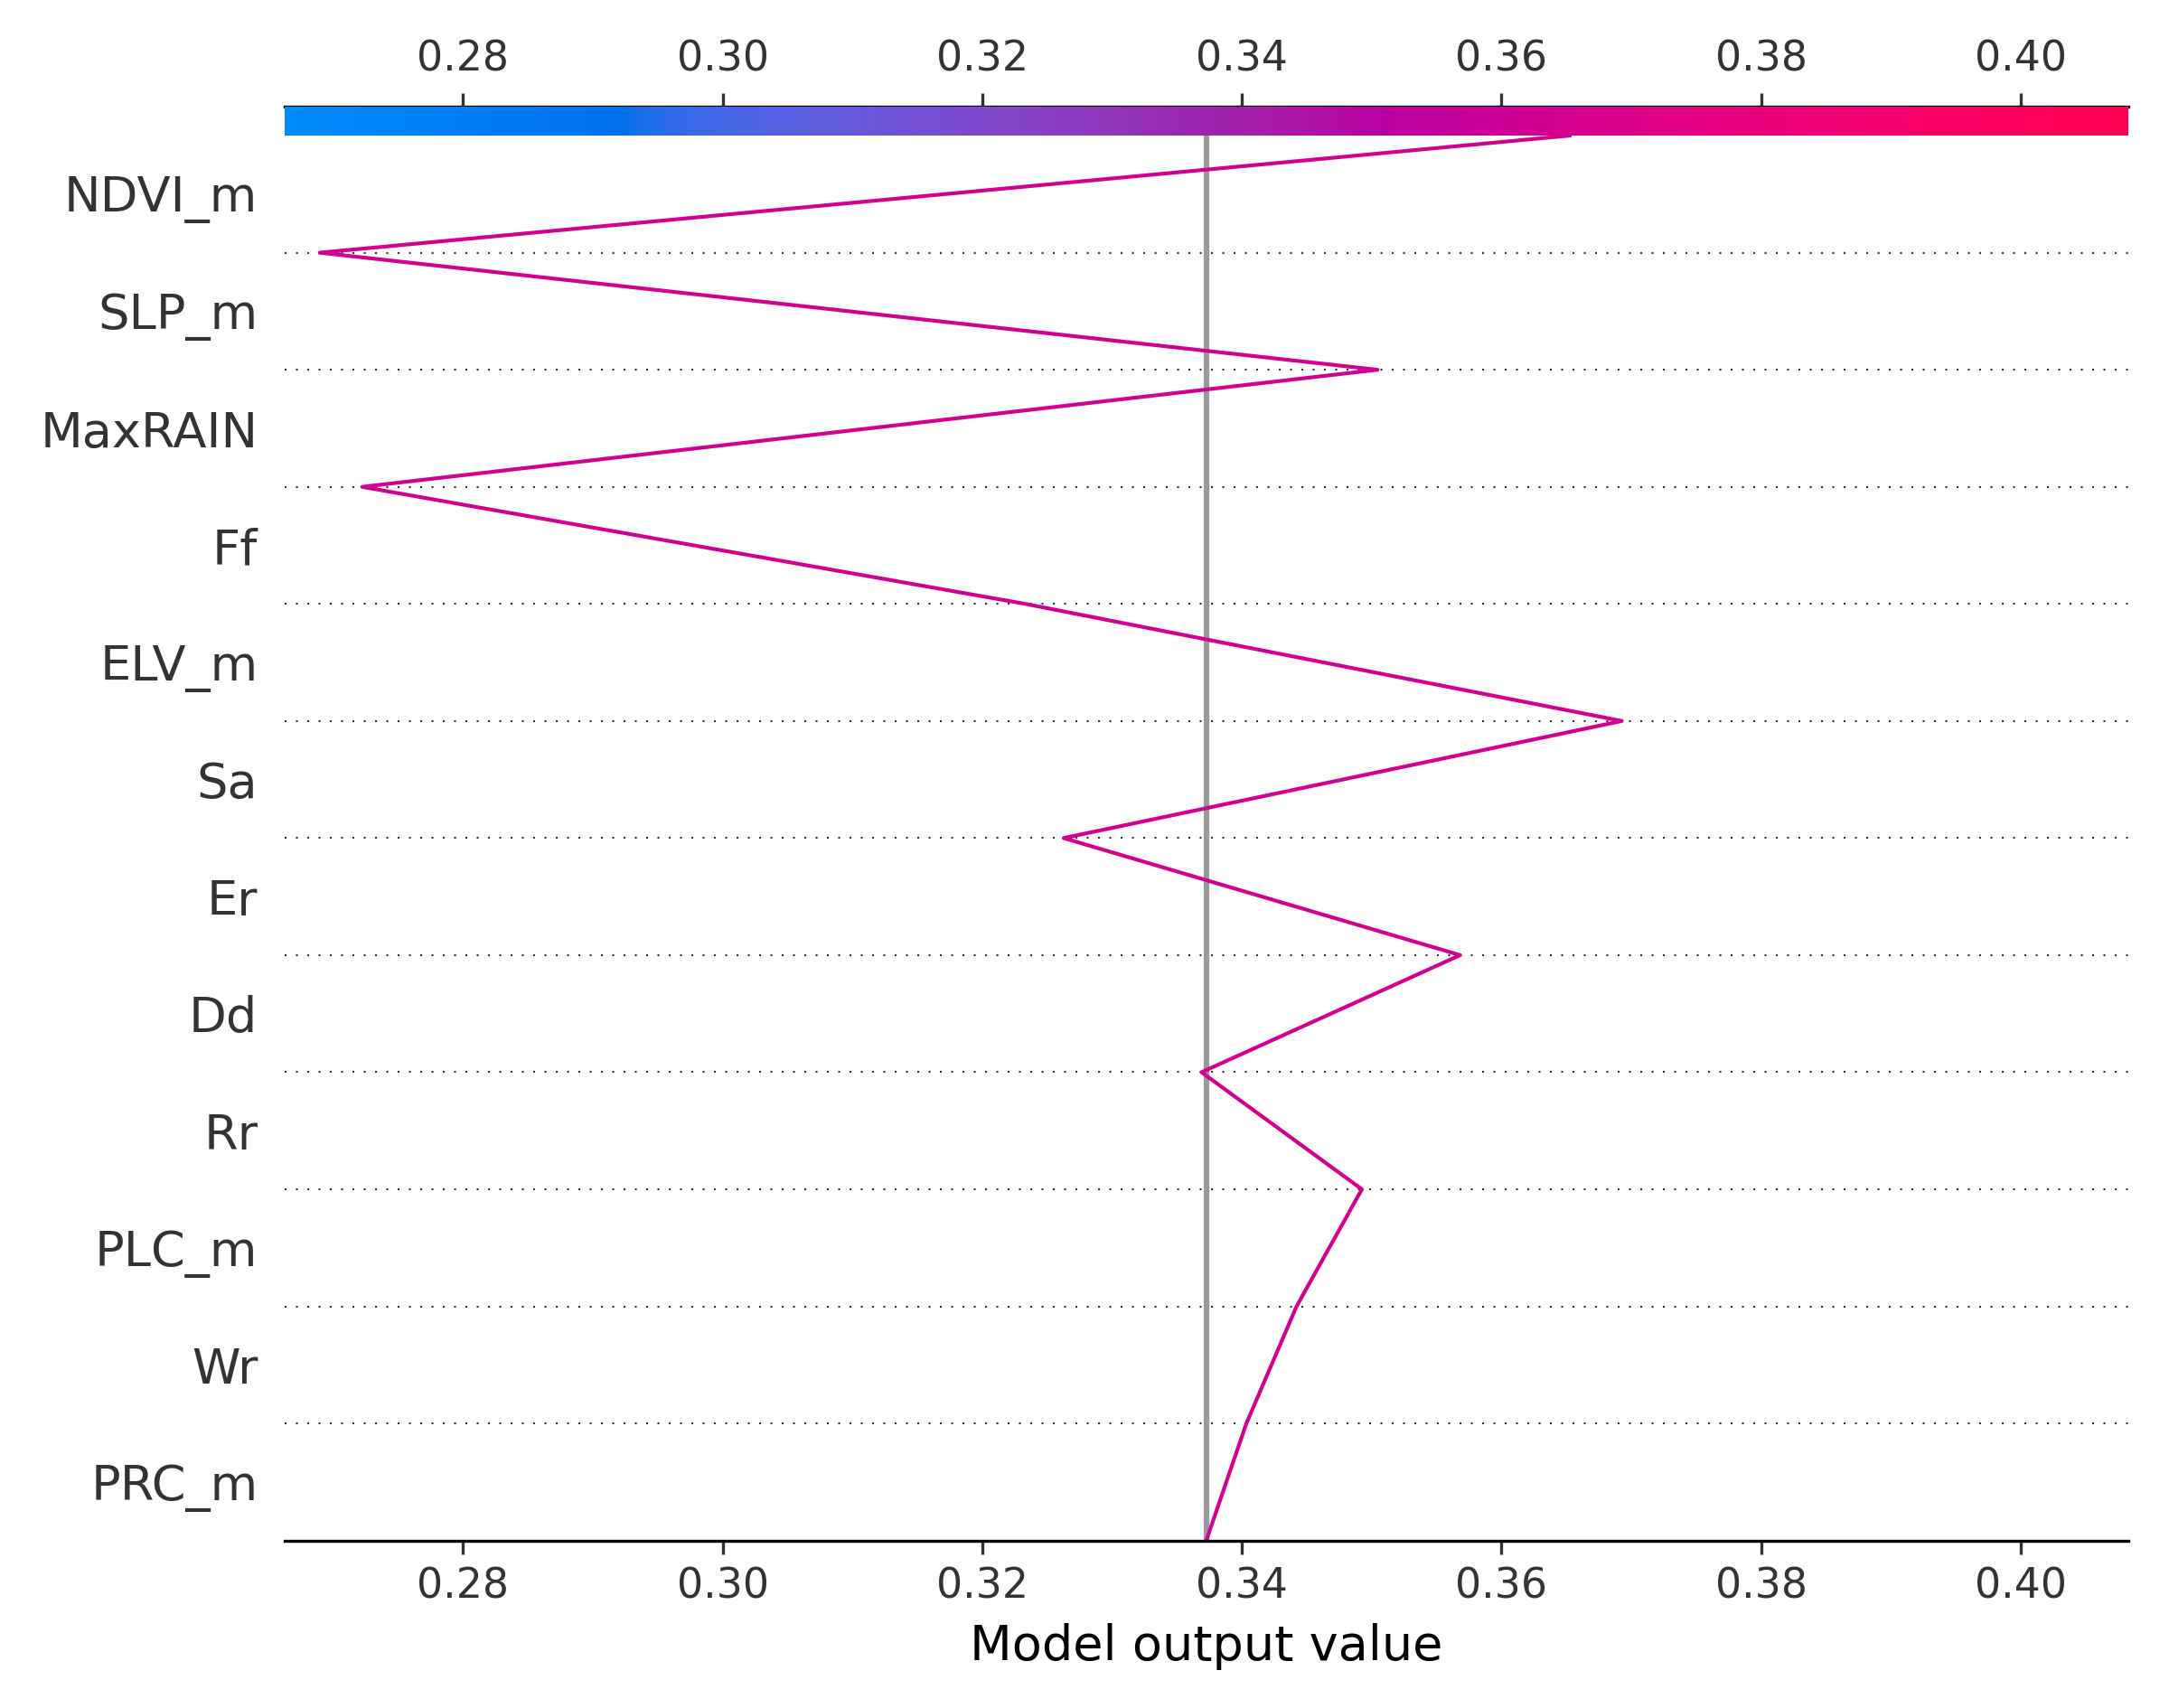 0.28 0.30 0.32 0.34 0.36 0.38 0.40
NDVI_m
SLP_m
MaxRAIN
Ff
ELV_m
Sa
Er
Dd
Rr
PLC_m
Wr
PRC_m
0.28 0.30 0.32 0.34 0.36 0.38 0.40
Model output value